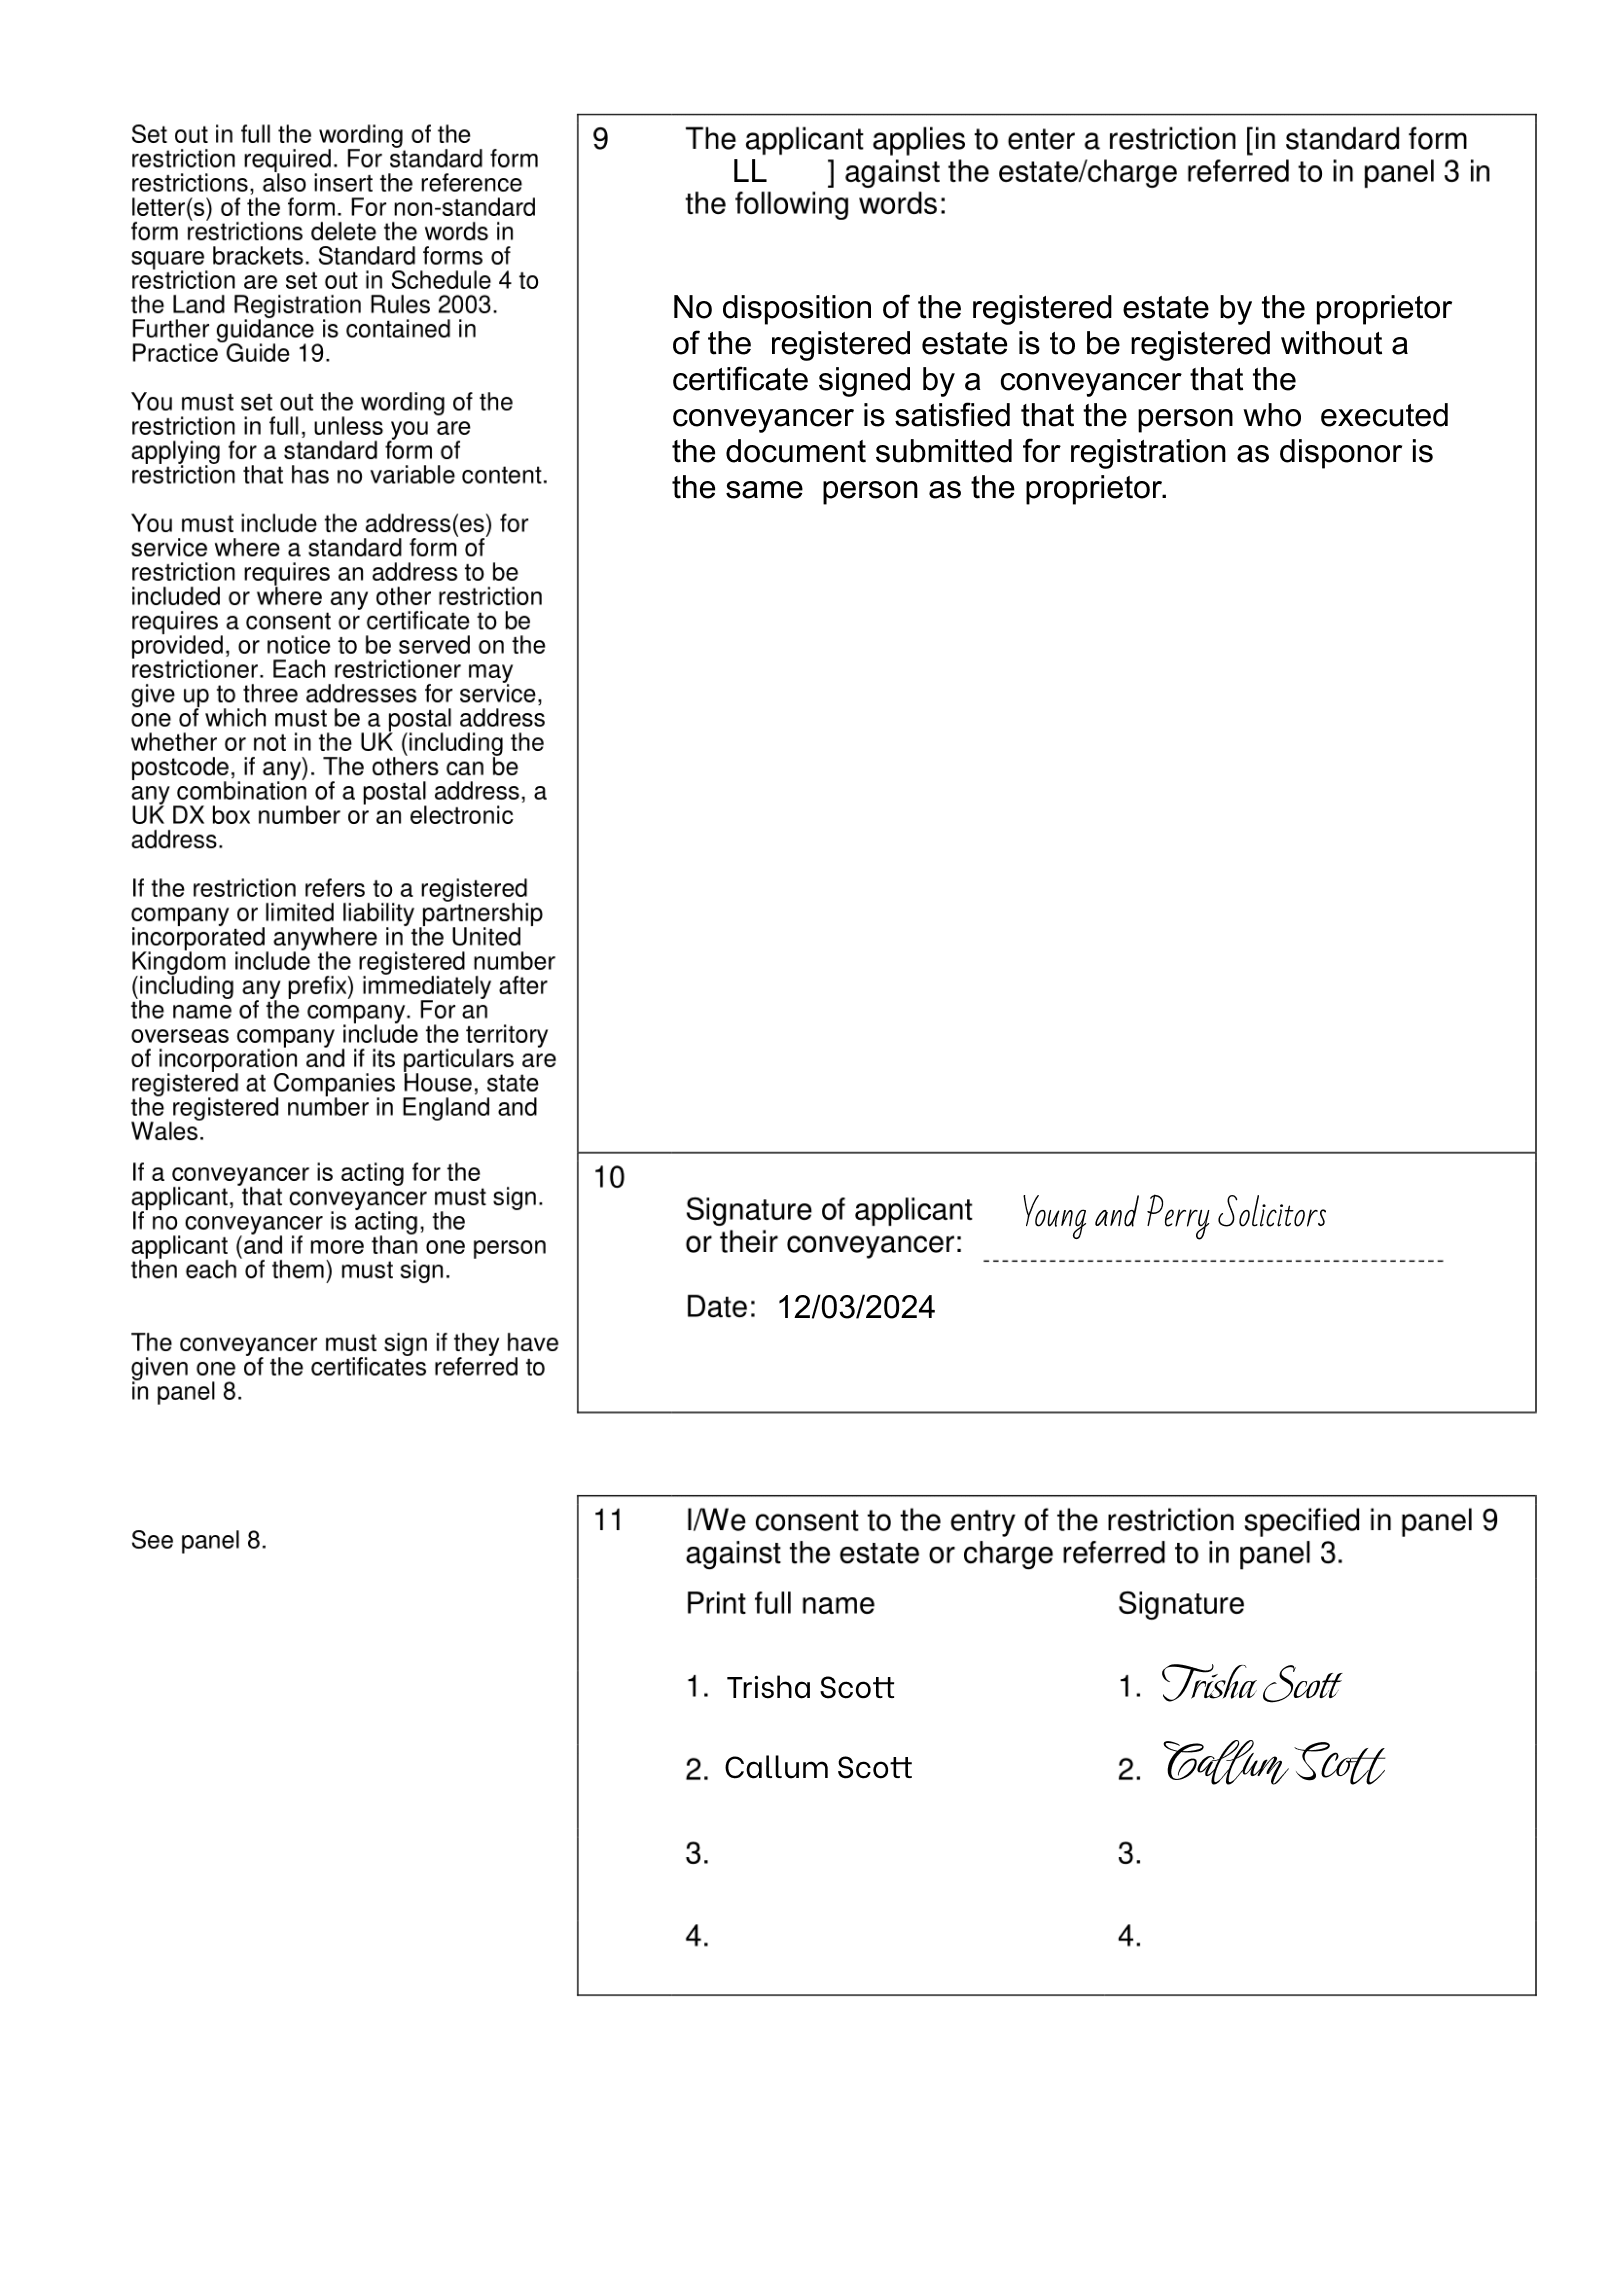 Set out in full the wording of the
restriction required. For standard form
restrictions, also insert the reference
letter(s) of the form. For non-standard
form restrictions delete the words in
square brackets. Standard forms of
restriction are set out in Schedule 4 to
the Land Registration Rules 2003.
Further guidance is contained in
Practice Guide 19.
You must set out the wording of the
restriction in full, unless you are
applying for a standard form of
restriction that has no variable content.
You must include the address(es) for
service where a standard form of
restriction requires an address to be
included or where any other restriction
requires a consent or certificate to be
provided, or notice to be served on the
restrictioner. Each restrictioner may
give up to three addresses for service,
one of which must be a postal address
whether or not in the UK (including the
postcode, if any). The others can be
any combination of a postal address, a
UK DX box number or an electronic
address.
If the restriction refers to a registered
company or limited liability partnership
incorporated anywhere in the United
Kingdom include the registered number
(including any prefix) immediately after
the name of the company. For an
overseas company include the territory
of incorporation and if its particulars are
registered at Companies House, state
the registered number in England and
Wales.
9 The applicant applies to enter a restriction [in standard form
LL ] against the estate/charge referred to in panel 3 in
the following words:
No disposition of the registered estate by the proprietor
of the registered estate is to be registered without a
certificate signed by a conveyancer that the
conveyancer is satisfied that the person who executed
the document submitted for registration as disponor is
the same person as the proprietor.
If a conveyancer is acting for the
applicant, that conveyancer must sign.
If no conveyancer is acting, the
applicant (and if more than one person
then each of them) must sign.
The conveyancer must sign if they have
given one of the certificates referred to
in panel 8.
10
Signature of applicant
or their conveyancer: Young and Perry Solicitors
Date: 12/03/2024
See panel 8.
11 I/We consent to the entry of the restriction specified in panel 9
against the estate or charge referred to in panel 3.
Print full name Signature
1. Trisha Scott 1. Trisha Scott
2. Callum Scott 2. Callum Scott
3. 3.
4. 4.